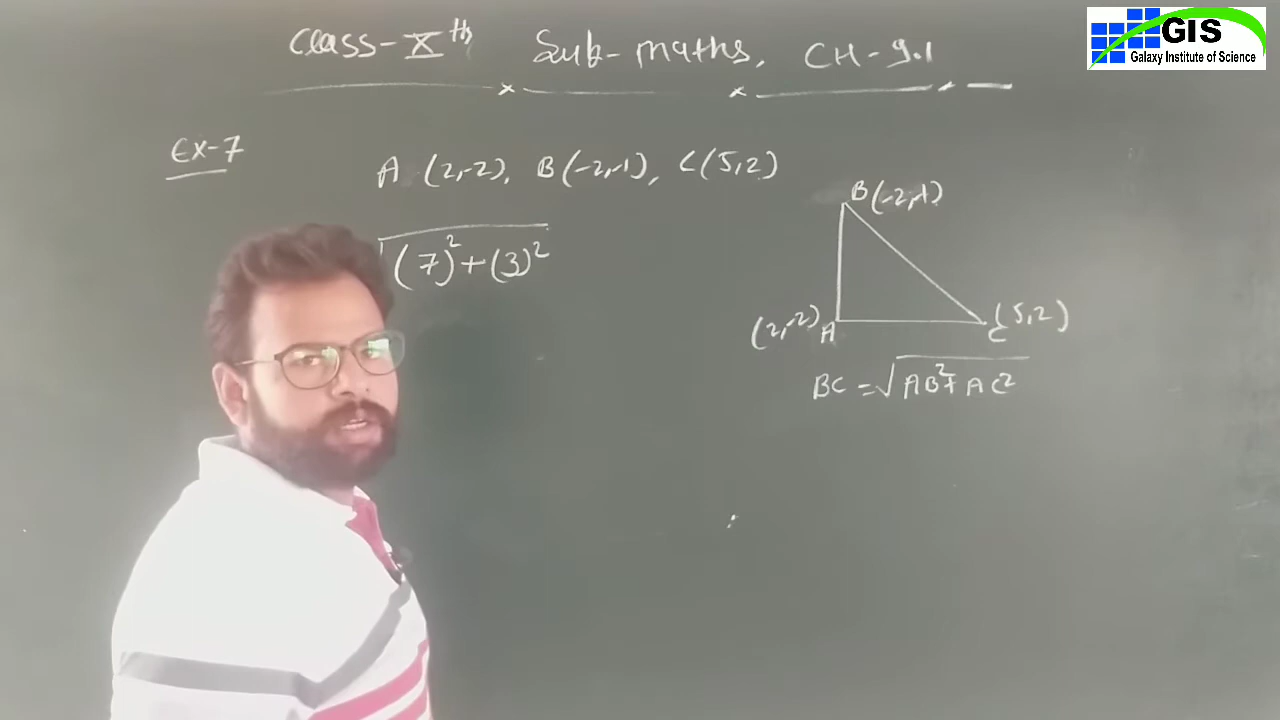 GIS
Galaxy Institute of Science
Class-Xth Sub-maths, CH-9.1
Ex-7
A (2,-2), B(-2,-1), C(5,2)
√(7)²+(3)²
B(-2,-1)
(2,-2) A
C (5,2)
BC = √AB²+AC²